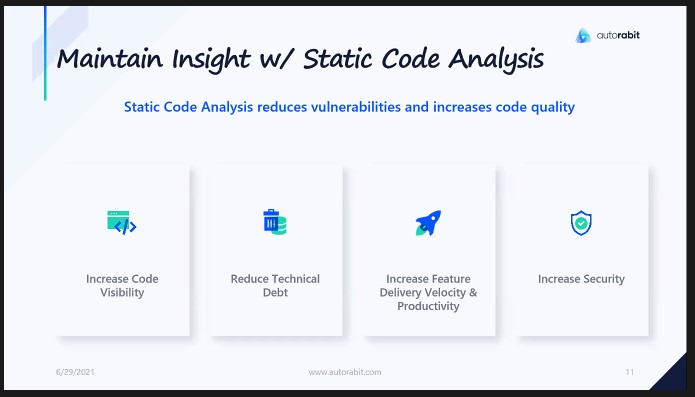 autorabit
Maintain Insight w/ Static Code Analysis
Static Code Analysis reduces vulnerabilities and increases code quality
Increase Code
Visibility
Reduce Technical
Debt
Increase Feature
Delivery Velocity &
Productivity
Increase Security
6/29/2021
www.autorabit.com
11